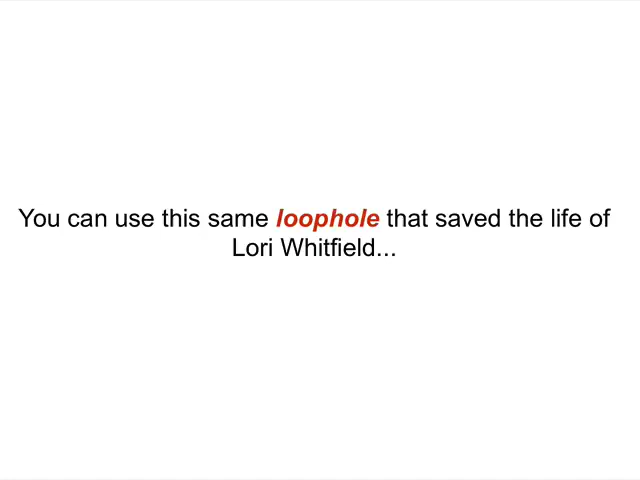 You can use this same loophole that saved the life of
Lori Whitfield...